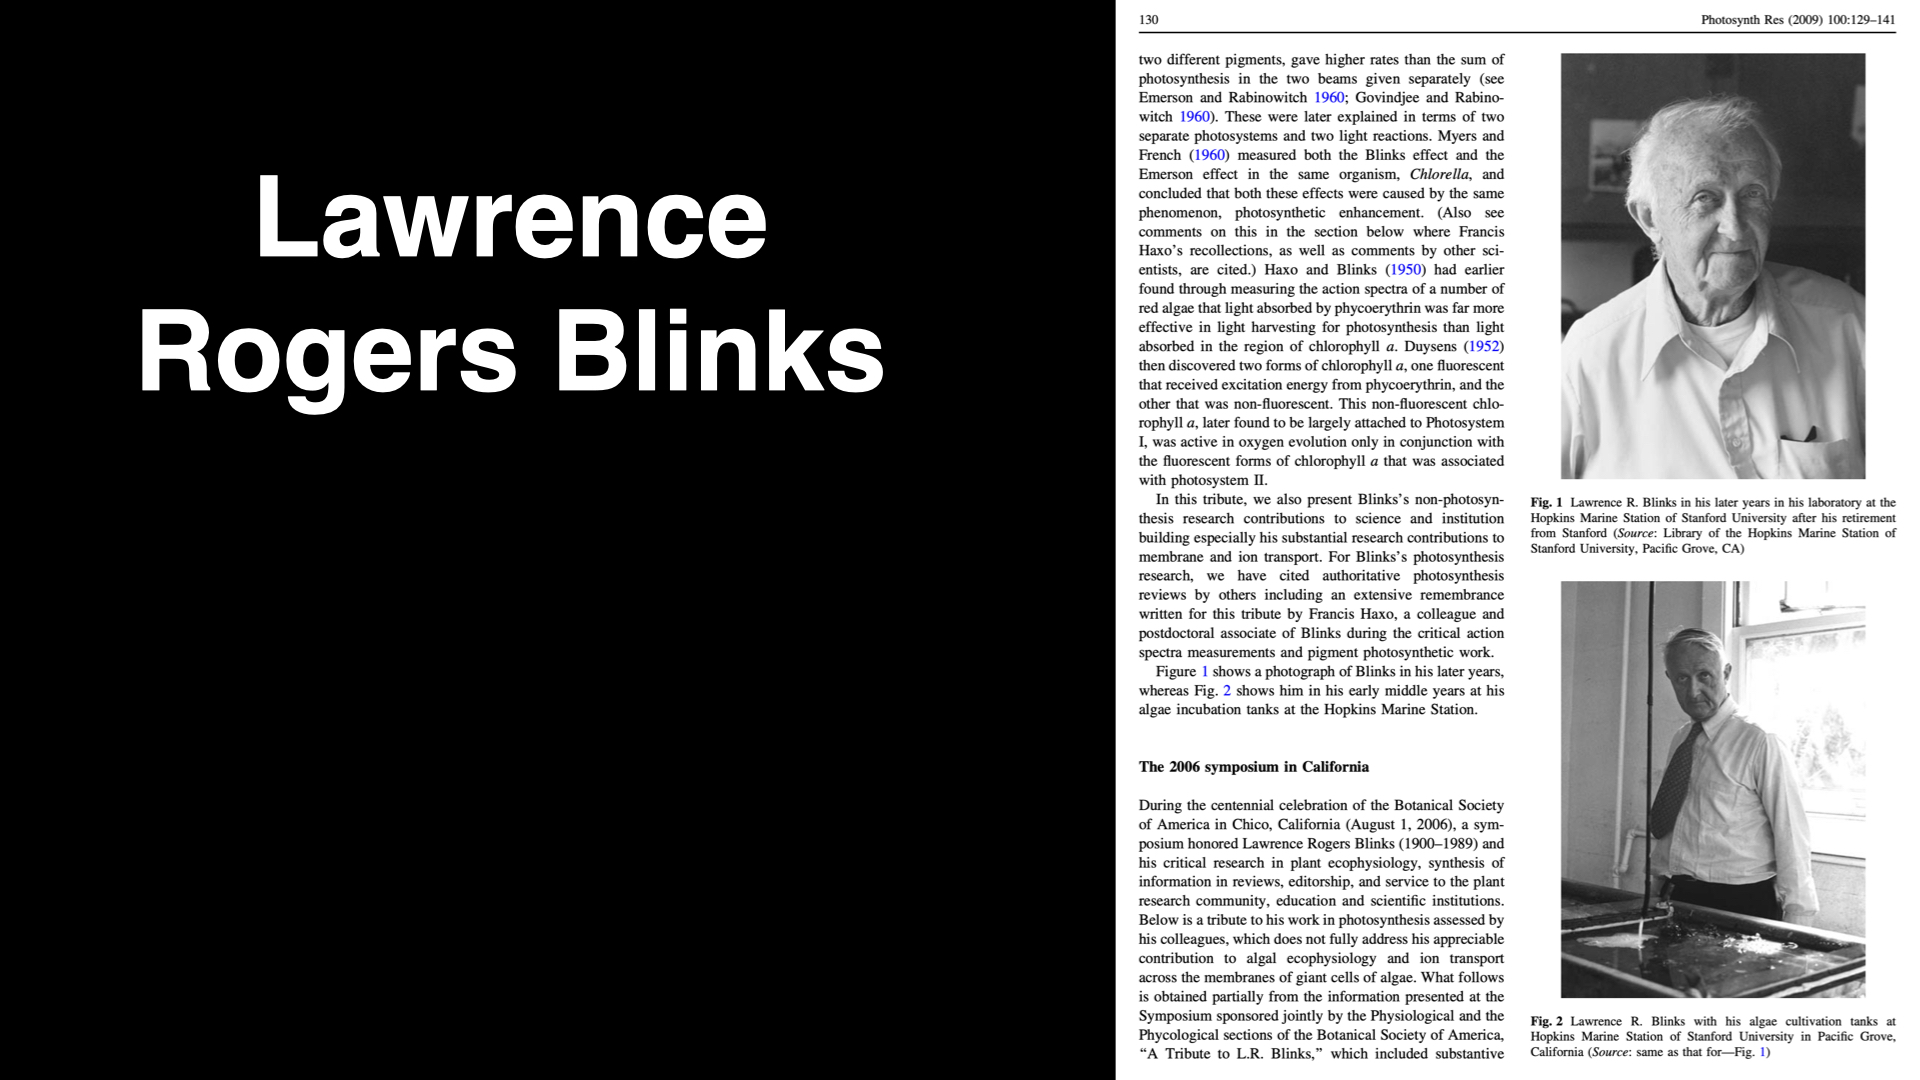 Lawrence
Rogers Blinks
130
Photosynth Res (2009) 100:129–141
two different pigments, gave higher rates than the sum of
photosynthesis in the two beams given separately (see
Emerson and Rabinowitch 1960; Govindjee and Rabino-
witch 1960). These were later explained in terms of two
separate photosystems and two light reactions. Myers and
French (1960) measured both the Blinks effect and the
Emerson effect in the same organism, Chlorella, and
concluded that both these effects were caused by the same
phenomenon, photosynthetic enhancement. (Also see
comments on this in the section below where Francis
Haxo’s recollections, as well as comments by other sci-
entists, are cited.) Haxo and Blinks (1950) had earlier
found through measuring the action spectra of a number of
red algae that light absorbed by phycoerythrin was far more
effective in light harvesting for photosynthesis than light
absorbed in the region of chlorophyll a. Duysens (1952)
then discovered two forms of chlorophyll a, one fluorescent
that received excitation energy from phycoerythrin, and the
other that was non-fluorescent. This non-fluorescent chlo-
rophyll a, later found to be largely attached to Photosystem
I, was active in oxygen evolution only in conjunction with
the fluorescent forms of chlorophyll a that was associated
with photosystem II.
In this tribute, we also present Blinks’s non-photosyn-
thesis research contributions to science and institution
building especially his substantial research contributions to
membrane and ion transport. For Blinks’s photosynthesis
research, we have cited authoritative photosynthesis
reviews by others including an extensive remembrance
written for this tribute by Francis Haxo, a colleague and
postdoctoral associate of Blinks during the critical action
spectra measurements and pigment photosynthetic work.
Figure 1 shows a photograph of Blinks in his later years,
whereas Fig. 2 shows him in his early middle years at his
algae incubation tanks at the Hopkins Marine Station.
The 2006 symposium in California
During the centennial celebration of the Botanical Society
of America in Chico, California (August 1, 2006), a sym-
posium honored Lawrence Rogers Blinks (1900–1989) and
his critical research in plant ecophysiology, synthesis of
information in reviews, editorship, and service to the plant
research community, education and scientific institutions.
Below is a tribute to his work in photosynthesis assessed by
his colleagues, which does not fully address his appreciable
contribution to algal ecophysiology and ion transport
across the membranes of giant cells of algae. What follows
is obtained partially from the information presented at the
Symposium sponsored jointly by the Physiological and the
Phycological sections of the Botanical Society of America,
“A Tribute to L.R. Blinks,” which included substantive
Fig. 1 Lawrence R. Blinks in his later years in his laboratory at the
Hopkins Marine Station of Stanford University after his retirement
from Stanford (Source: Library of the Hopkins Marine Station of
Stanford University, Pacific Grove, CA)
Fig. 2 Lawrence R. Blinks with his algae cultivation tanks at
Hopkins Marine Station of Stanford University in Pacific Grove,
California (Source: same as that for—Fig. 1)